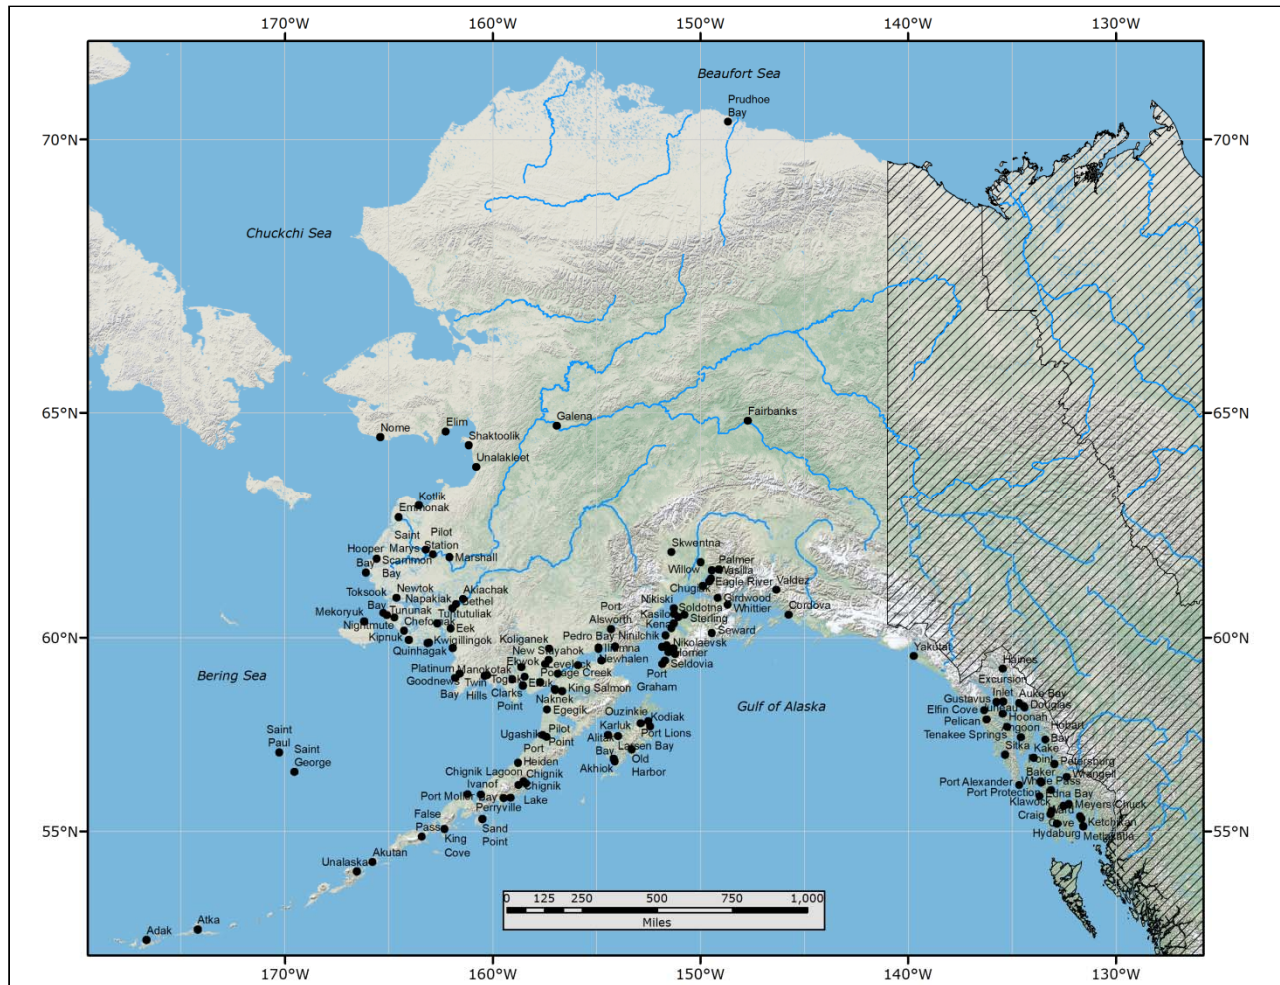 170°W 160°W 150°W 140°W 130°W
Beaufort Sea
Prudhoe
Bay
70°N 70°N
Chuckchi Sea
65°N 65°N
Galena
Fairbanks
Elim
Nome
Shaktoolik
Unalakleet
Kotlik
Emmonak
Saint
Marys
Pilot
Station
Marshall
Hooper
Bay
Scammon
Bay
Skwentna
Willow
Palmer
Wasilla
Chugiak
Eagle River
Valdez
Toksook
Bay
Newtok
Napakiak
Akiachak
Bethel
Tuntutuliak
Mekoryuk
Tununak
Nightmute
Chefornak
Eek
Kipnuk
Kwigillingok
Quinhagak
Port
Alsworth
Nikiski
Soldotna
Kasilof
Sterling
Kenai
Girdwood
Whittier
Cordova
Seward
60°N 60°N
Koliganek
Pedro Bay
Ninilchik
Nikolaevsk
New Stuyahok
Iliamna
Homer
Ekwok
Levelock
Newhalen
Seldovia
Platinum
Manokotak
Portage Creek
Port
Graham
Goodnews
Bay
Twin
Hills
Togiak
Clarks
Point
Ekuk
King Salmon
Naknek
Egegik
Yakutat
Haines
Excursion
Inlet
Gustavus
Auke Bay
Juneau
Douglas
Elfin Cove
Hoonah
Pelican
Angoon
Hobart
Bay
Tenakee Springs
Sitka
Kake
Point
Baker
Petersburg
Port Alexander
Whale Pass
Wrangell
Port Protection
Edna Bay
Klawock
Meyers Chuck
Craig
Ward
Cove
Ketchikan
Hydaburg
Metlakatla
Bering Sea
Gulf of Alaska
Ouzinkie
Kodiak
Karluk
Port Lions
Ugashik
Pilot
Point
Alitak
Bay
Larsen Bay
Port
Heiden
Akhiok
Old
Harbor
Saint
Paul
Saint
George
Chignik Lagoon
Chignik
Ivanof
Bay
Chignik
Lake
Port Moller
Perryville
False
Pass
Sand
Point
King
Cove
55°N 55°N
Akutan
Unalaska
Atka
Adak
0 125 250 500 750 1,000
Miles
170°W 160°W 150°W 140°W 130°W